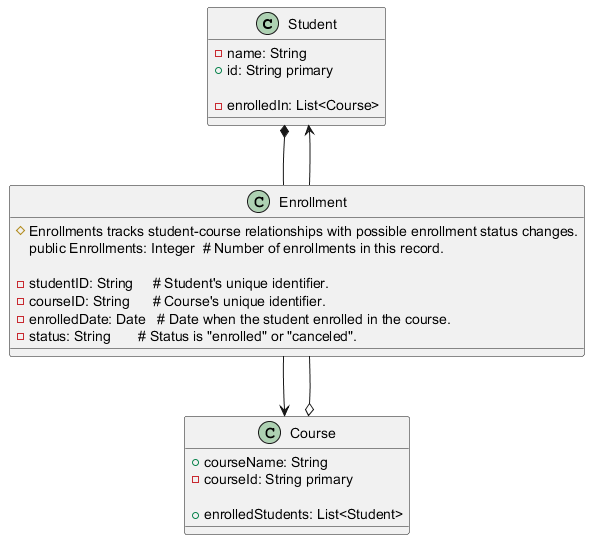 C Student
name: String
id: String primary
enrolledIn: List<Course>
C Enrollment
Enrollments tracks student-course relationships with possible enrollment status changes.
public Enrollments: Integer # Number of enrollments in this record.
studentID: String # Student's unique identifier.
courseID: String # Course's unique identifier.
enrolledDate: Date # Date when the student enrolled in the course.
status: String # Status is "enrolled" or "canceled".
C Course
courseName: String
courseId: String primary
enrolledStudents: List<Student>